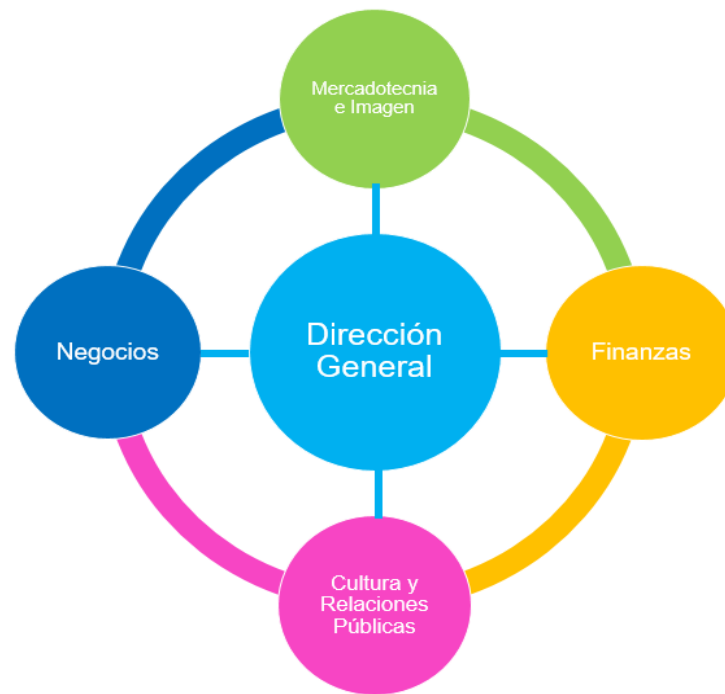 Mercadotecnia
e Imagen
Negocios
Dirección
General
Finanzas
Cultura y
Relaciones
Públicas